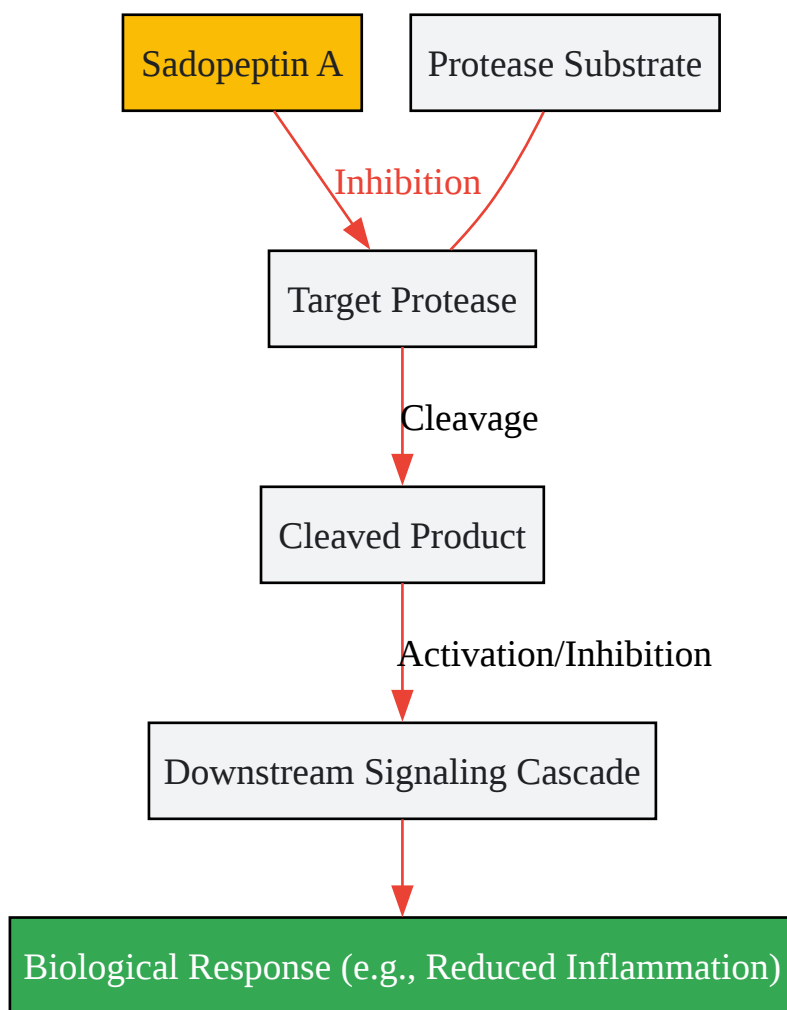 Sadopeptin A
Protease Substrate
Inhibition
Target Protease
Cleavage
Cleaved Product
Activation/Inhibition
Downstream Signaling Cascade
Biological Response (e.g., Reduced Inflammation)